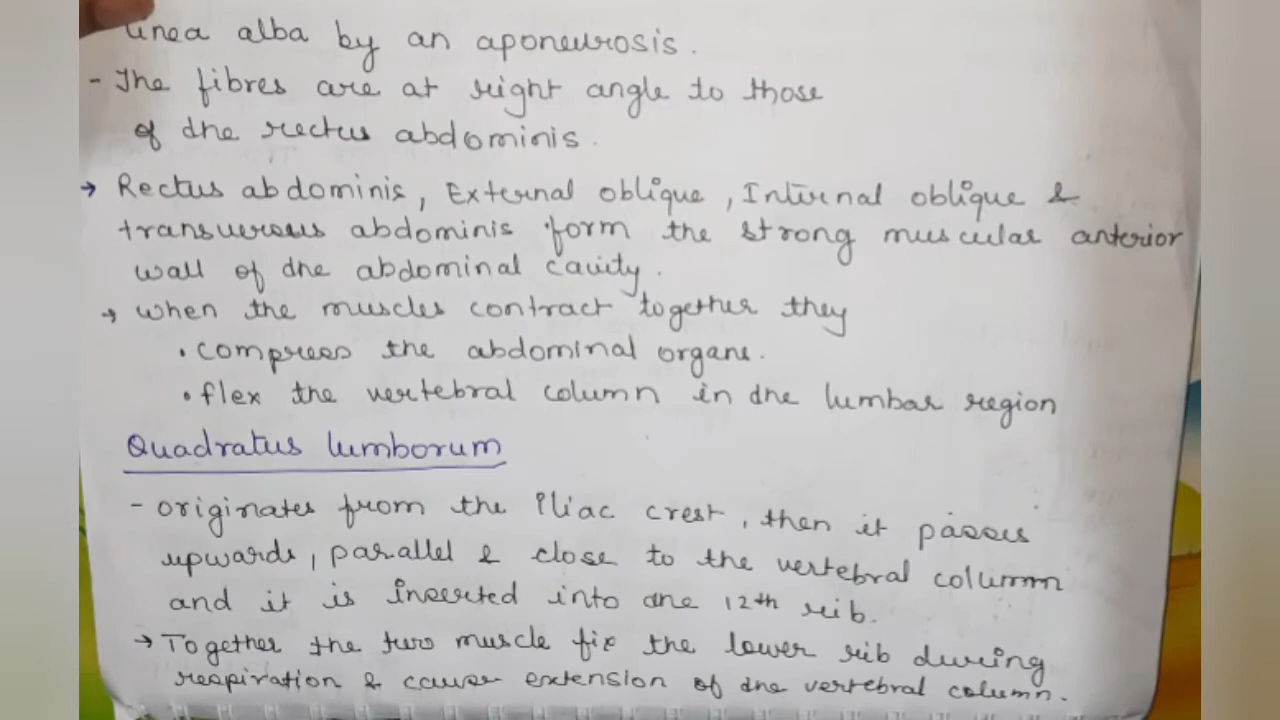 linea alba by an aponeurosis.
- The fibres are at right angle to those
of the rectus abdominis.
→ Rectus abdominis, External oblique, Internal oblique &
transverous abdominis form the strong muscular anterior
wall of the abdominal cavity.
→ when the muscles contract together they
• compress the abdominal organs.
• flex the vertebral column in the lumbar region
Quadratus lumborum
- originates from the Iliac crest, then it passes
upwards, parallel & close to the vertebral column
and it is inserted into the 12th rib.
→ Together the two muscle fix the lower rib during
respiration & cause extension of the vertebral column.